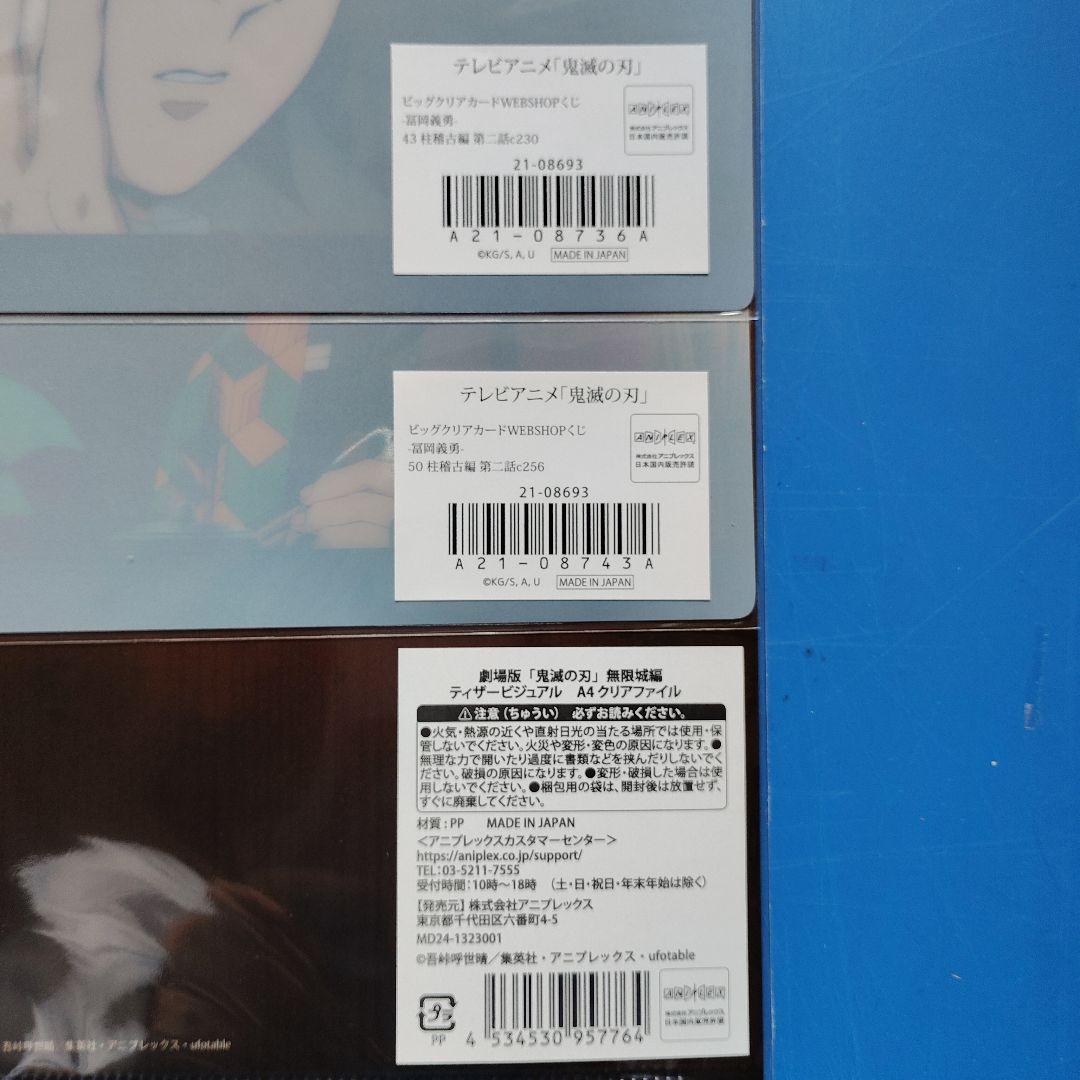 テレビアニメ「鬼滅の刃」
ビッグクリアカードWEBSHOPくじ
-冨岡義勇-
43 柱稽古編 第二話c230
ANIPLEX
株式会社アニプレックス
日本国内販売許諾
21-08693
A21-08736A
©KG/S, A, U MADE IN JAPAN
テレビアニメ「鬼滅の刃」
ビッグクリアカードWEBSHOPくじ
-冨岡義勇-
50 柱稽古編 第二話c256
ANIPLEX
株式会社アニプレックス
日本国内販売許諾
21-08693
A21-08743A
©KG/S, A, U MADE IN JAPAN
劇場版「鬼滅の刃」無限城編
ティザービジュアル A4クリアファイル
⚠注意(ちゅうい) 必ずお読みください。
●火気・熱源の近くや直射日光の当たる場所では使用・保
管しないでください。火災や変形・変色の原因になります。●
無理な力で開いたり過度に書類などを挟んだりしないでく
ださい。破損の原因になります。●変形・破損した場合は使
用しないでください。●梱包用の袋は、開封後は放置せず、
すぐに廃棄してください。
材質:PP MADE IN JAPAN
<アニプレックスカスタマーセンター>
https://aniplex.co.jp/support/
TEL:03-5211-7555
受付時間:10時~18時 (土・日・祝日・年末年始は除く)
【発売元】株式会社アニプレックス
東京都千代田区六番町4-5
MD24-1323001
©吾峠呼世晴/集英社・アニプレックス・ufotable
プラ
PP
4 534530 957764
ANIPLEX
株式会社アニプレックス
日本国内販売許諾
吾峠呼世晴/集英社・アニプレックス・ufotable